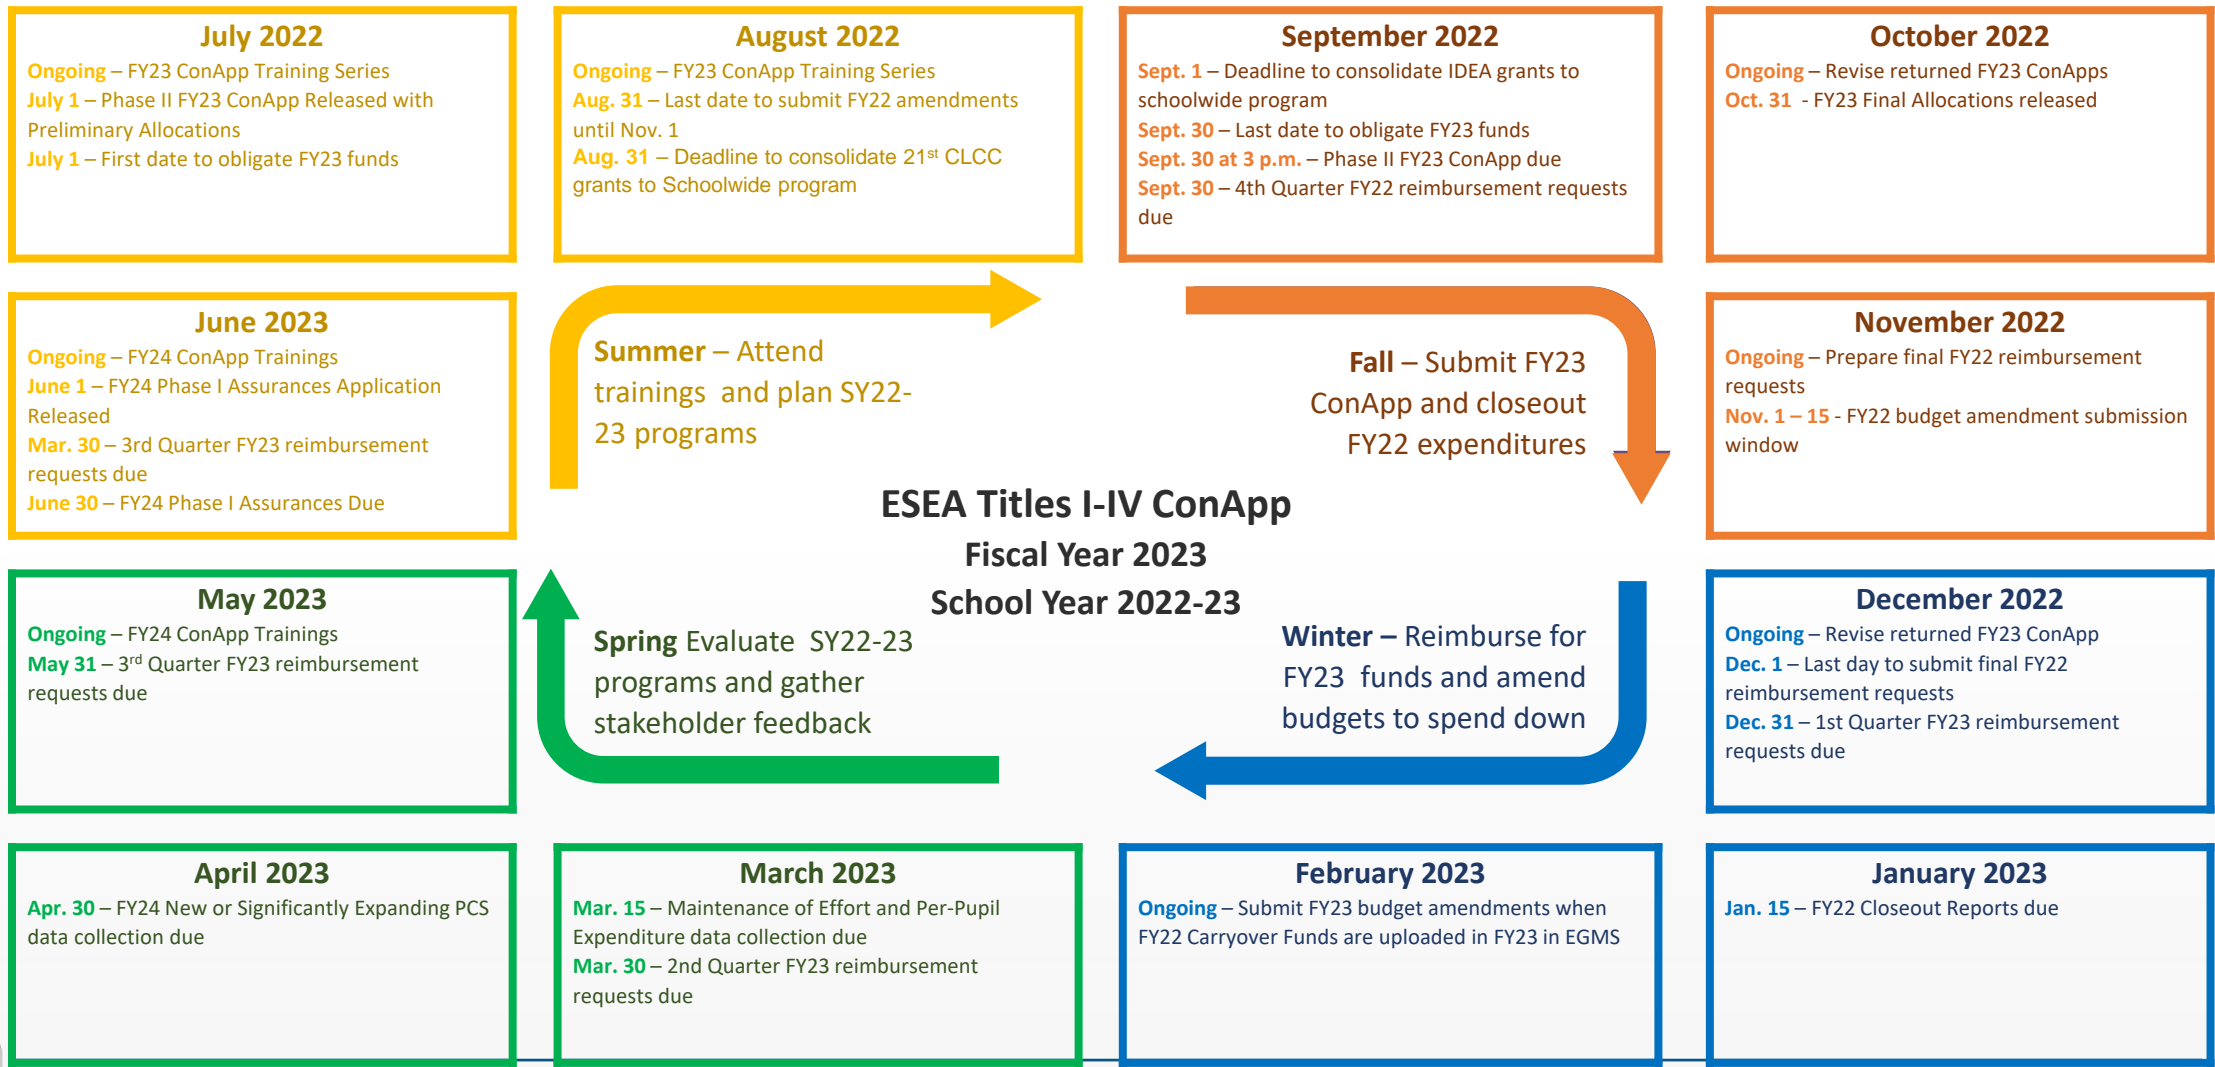 July 2022
Ongoing – FY23 ConApp Training Series
July 1 – Phase II FY23 ConApp Released with
Preliminary Allocations
July 1 – First date to obligate FY23 funds
August 2022
Ongoing – FY23 ConApp Training Series
Aug. 31 – Last date to submit FY22 amendments
until Nov. 1
Aug. 31 – Deadline to consolidate 21st CLCC
grants to Schoolwide program
September 2022
Sept. 1 – Deadline to consolidate IDEA grants to
schoolwide program
Sept. 30 – Last date to obligate FY23 funds
Sept. 30 at 3 p.m. – Phase II FY23 ConApp due
Sept. 30 – 4th Quarter FY22 reimbursement requests
due
October 2022
Ongoing – Revise returned FY23 ConApps
Oct. 31 - FY23 Final Allocations released
June 2023
Ongoing – FY24 ConApp Trainings
June 1 – FY24 Phase I Assurances Application
Released
Mar. 30 – 3rd Quarter FY23 reimbursement
requests due
June 30 – FY24 Phase I Assurances Due
Summer – Attend
trainings and plan SY22-
23 programs
Fall – Submit FY23
ConApp and closeout
FY22 expenditures
November 2022
Ongoing – Prepare final FY22 reimbursement
requests
Nov. 1 – 15 - FY22 budget amendment submission
window
ESEA Titles I-IV ConApp
Fiscal Year 2023
School Year 2022-23
May 2023
Ongoing – FY24 ConApp Trainings
May 31 – 3rd Quarter FY23 reimbursement
requests due
Spring Evaluate SY22-23
programs and gather
stakeholder feedback
Winter – Reimburse for
FY23 funds and amend
budgets to spend down
December 2022
Ongoing – Revise returned FY23 ConApp
Dec. 1 – Last day to submit final FY22
reimbursement requests
Dec. 31 – 1st Quarter FY23 reimbursement
requests due
April 2023
Apr. 30 – FY24 New or Significantly Expanding PCS
data collection due
March 2023
Mar. 15 – Maintenance of Effort and Per-Pupil
Expenditure data collection due
Mar. 30 – 2nd Quarter FY23 reimbursement
requests due
February 2023
Ongoing – Submit FY23 budget amendments when
FY22 Carryover Funds are uploaded in FY23 in EGMS
January 2023
Jan. 15 – FY22 Closeout Reports due